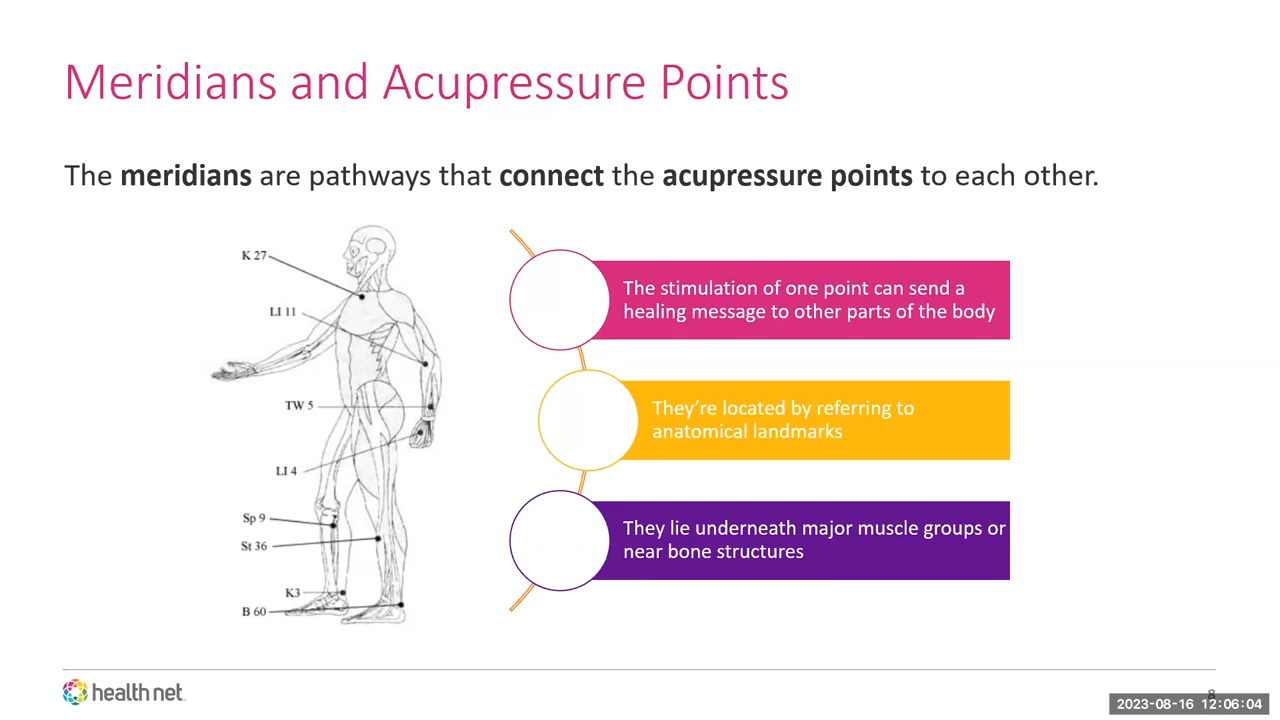 Meridians and Acupressure Points
The meridians are pathways that connect the acupressure points to each other.
K 27
LI 11
TW 5
LI 4
Sp 9
St 36
K3
B 60
The stimulation of one point can send a
healing message to other parts of the body
They're located by referring to
anatomical landmarks
They lie underneath major muscle groups or
near bone structures
health net
8
2023-08-16 12:06:04